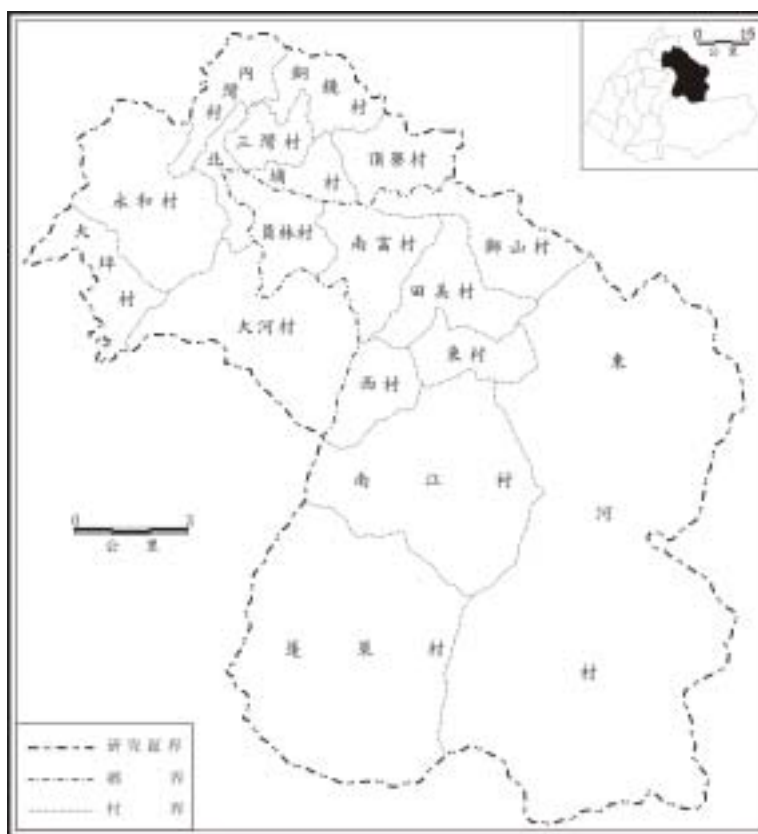 0 15
公里
內灣村
銅鏡村
三灣村
北埔村
頂寮村
永和村
大坪村
員林村
南富村
獅山村
田美村
大河村
東村
西村
東河村
南江村
蓬萊村
0 3
公里
研究區界
鄉界
村界